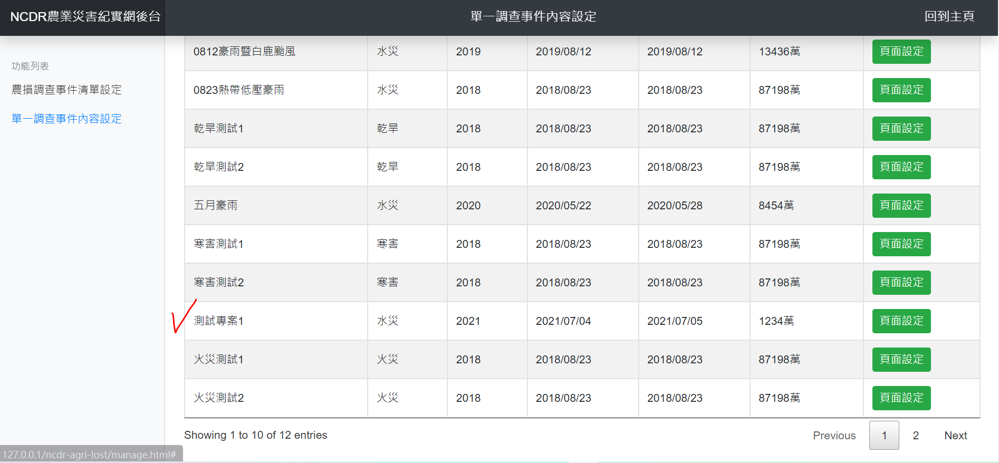 NCDR農業災害紀實網後台
單一調查事件內容設定
回到主頁
功能列表
農損調查事件清單設定
單一調查事件內容設定
0812豪雨暨白鹿颱風 水災 2019 2019/08/12 2019/08/12 13436萬 頁面設定
0823熱帶低壓豪雨 水災 2018 2018/08/23 2018/08/23 87198萬 頁面設定
乾旱測試1 乾旱 2018 2018/08/23 2018/08/23 87198萬 頁面設定
乾旱測試2 乾旱 2018 2018/08/23 2018/08/23 87198萬 頁面設定
五月豪雨 水災 2020 2020/05/22 2020/05/28 8454萬 頁面設定
寒害測試1 寒害 2018 2018/08/23 2018/08/23 87198萬 頁面設定
寒害測試2 寒害 2018 2018/08/23 2018/08/23 87198萬 頁面設定
測試專案1 水災 2021 2021/07/04 2021/07/05 1234萬 頁面設定
火災測試1 火災 2018 2018/08/23 2018/08/23 87198萬 頁面設定
火災測試2 火災 2018 2018/08/23 2018/08/23 87198萬 頁面設定
Showing 1 to 10 of 12 entries
Previous 1 2 Next
127.0.0.1/ncdr-agri-lost/manage.html#